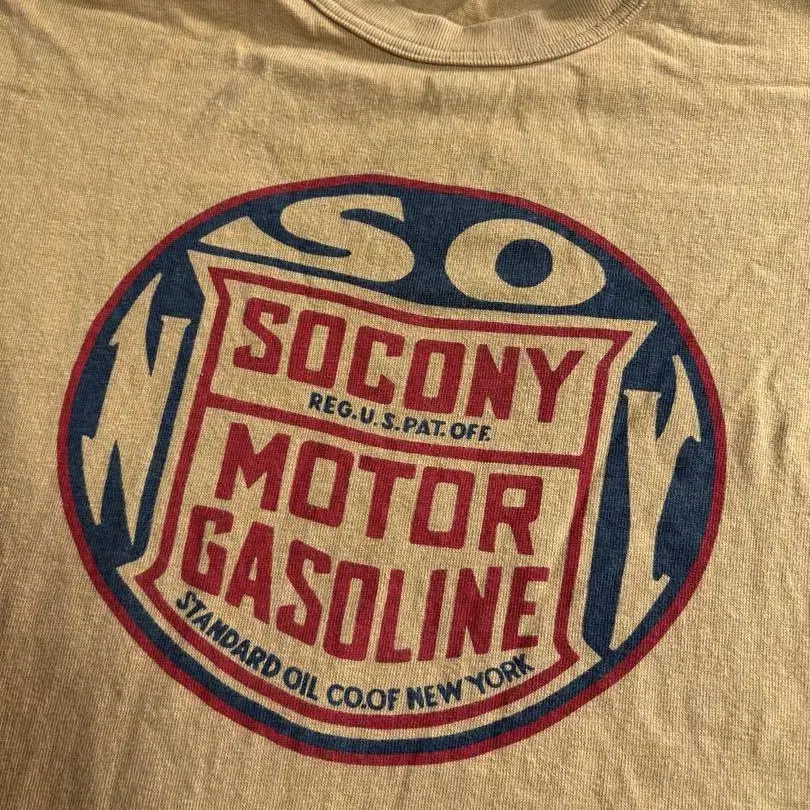 SO
N Y
SOCONY
REG.U.S.PAT.OFF.
MOTOR
GASOLINE
STANDARD OIL CO.OF NEW YORK